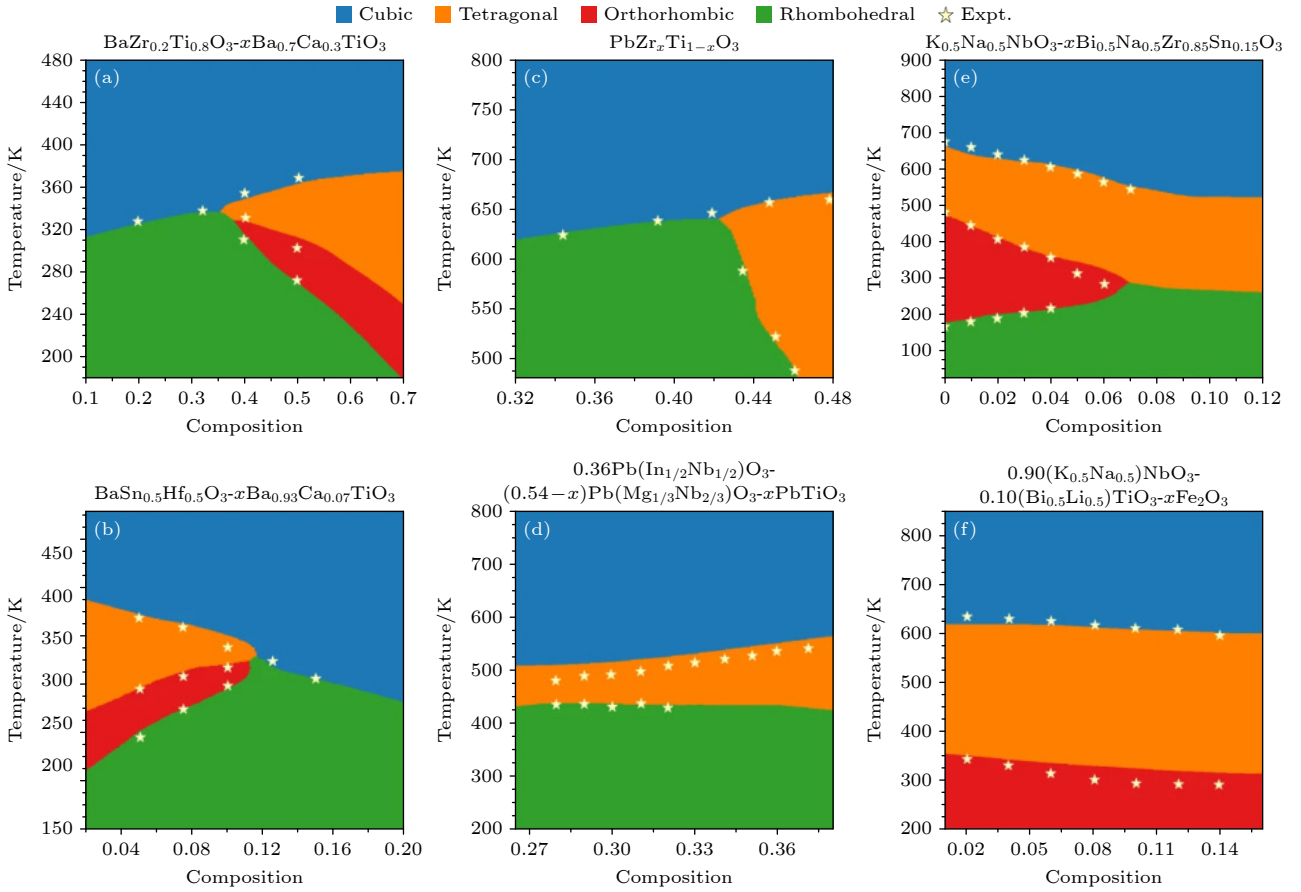 Cubic Tetragonal Orthorhombic Rhombohedral Expt.
BaZr0.2Ti0.8O3-xBa0.7Ca0.3TiO3
(a)
480
440
400
360
320
280
240
200
Temperature/K
0.1 0.2 0.3 0.4 0.5 0.6 0.7
Composition
PbZrxTi1−xO3
(c)
800
750
700
650
600
550
500
Temperature/K
0.32 0.36 0.40 0.44 0.48
Composition
K0.5Na0.5NbO3-xBi0.5Na0.5Zr0.85Sn0.15O3
(e)
900
800
700
600
500
400
300
200
100
Temperature/K
0 0.02 0.04 0.06 0.08 0.10 0.12
Composition
BaSn0.5Hf0.5O3-xBa0.93Ca0.07TiO3
(b)
450
400
350
300
250
200
150
Temperature/K
0.04 0.08 0.12 0.16 0.20
Composition
0.36Pb(In1/2Nb1/2)O3-
(0.54−x)Pb(Mg1/3Nb2/3)O3-xPbTiO3
(d)
800
700
600
500
400
300
200
Temperature/K
0.27 0.30 0.33 0.36
Composition
0.90(K0.5Na0.5)NbO3-
0.10(Bi0.5Li0.5)TiO3-xFe2O3
(f)
800
700
600
500
400
300
200
Temperature/K
0.02 0.05 0.08 0.11 0.14
Composition